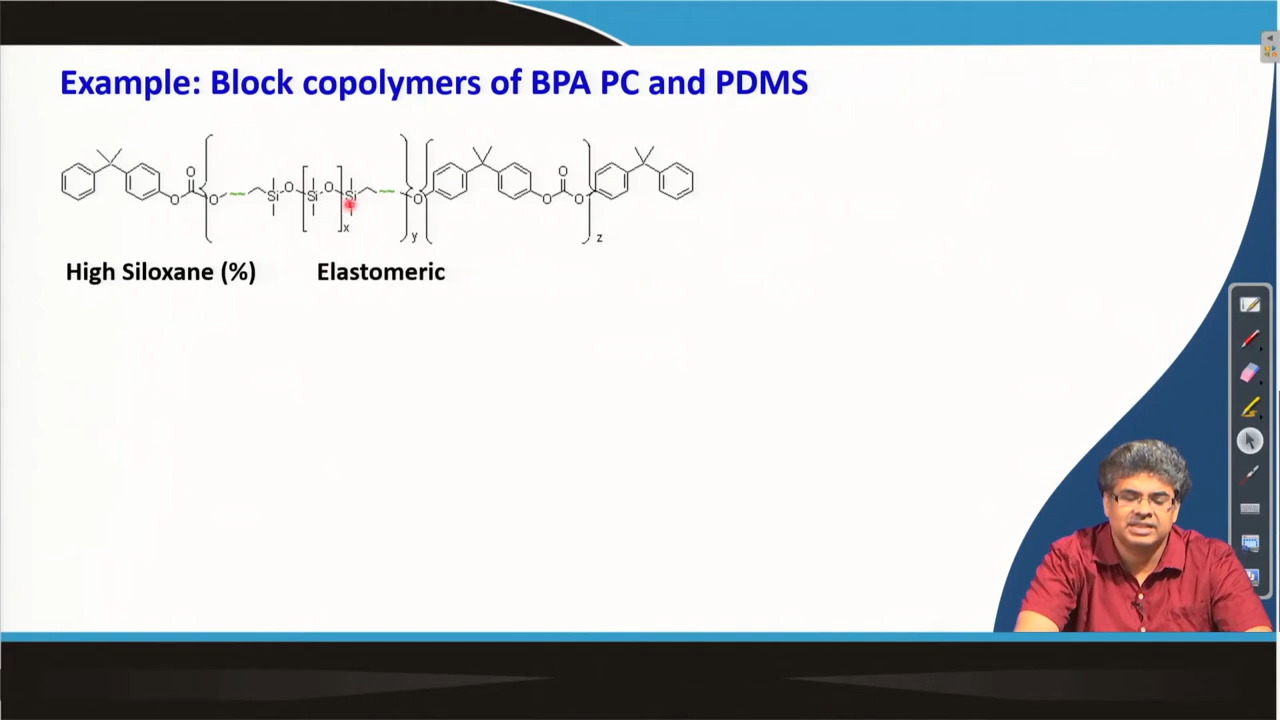 Example: Block copolymers of BPA PC and PDMS
O O O Si O Si O Si O O O O
x y z
High Siloxane (%) Elastomeric